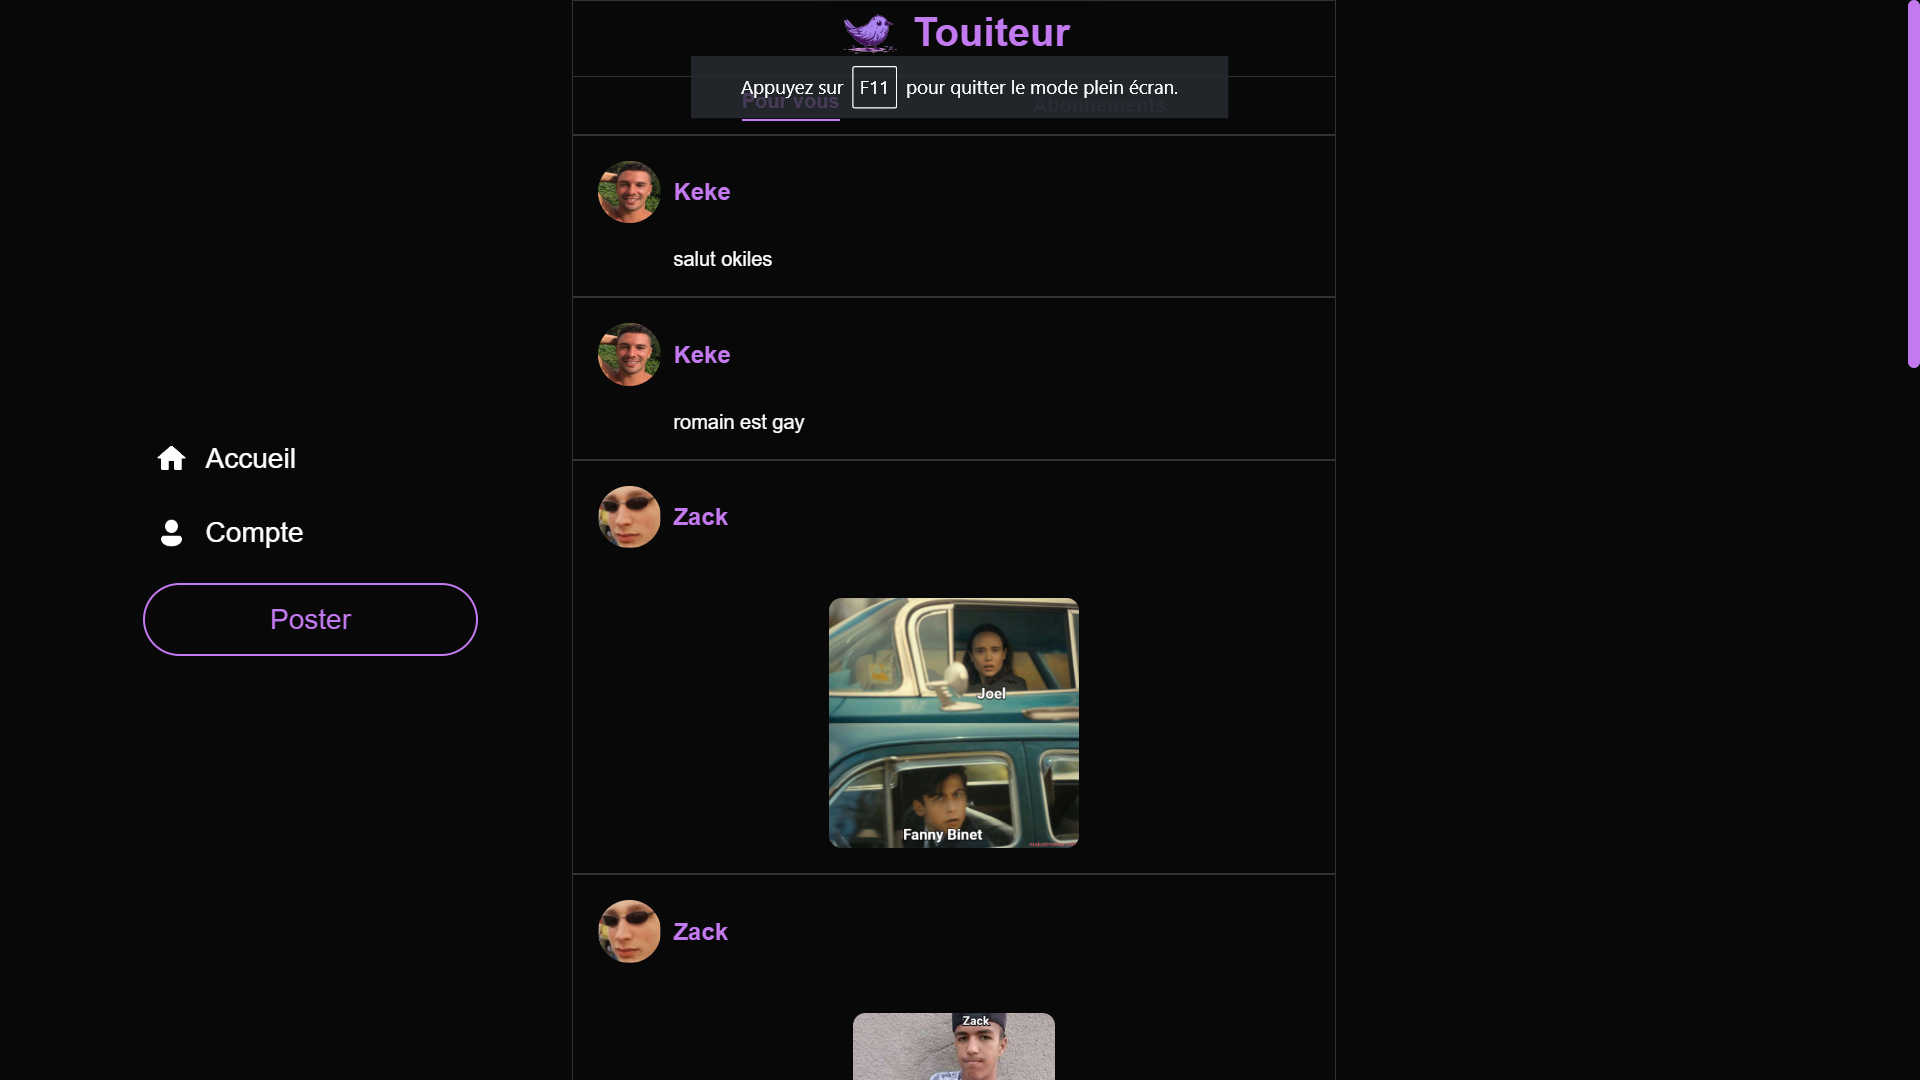 Touiteur
Appuyez sur F11 pour quitter le mode plein écran.
Pour vous
Abonnements
Keke
salut okiles
Keke
romain est gay
Accueil
Zack
Compte
Poster
Joel
Fanny Binet
Zack
Zack